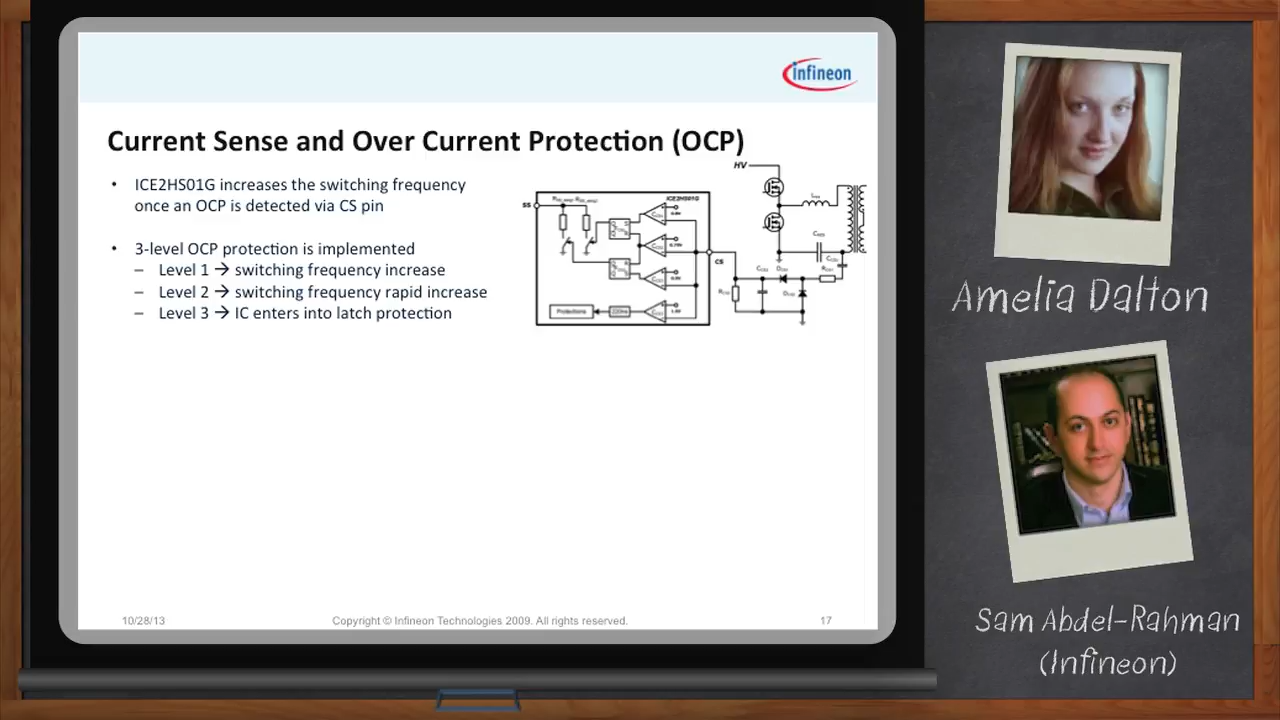 infineon
Current Sense and Over Current Protection (OCP)
• ICE2HS01G increases the switching frequency
once an OCP is detected via CS pin
• 3-level OCP protection is implemented
– Level 1 → switching frequency increase
– Level 2 → switching frequency rapid increase
– Level 3 → IC enters into latch protection
HV
SS
ICE2HS01G
CS
Protections
10/28/13
Copyright © Infineon Technologies 2009. All rights reserved.
17
Amelia Dalton
Sam Abdel-Rahman
(Infineon)